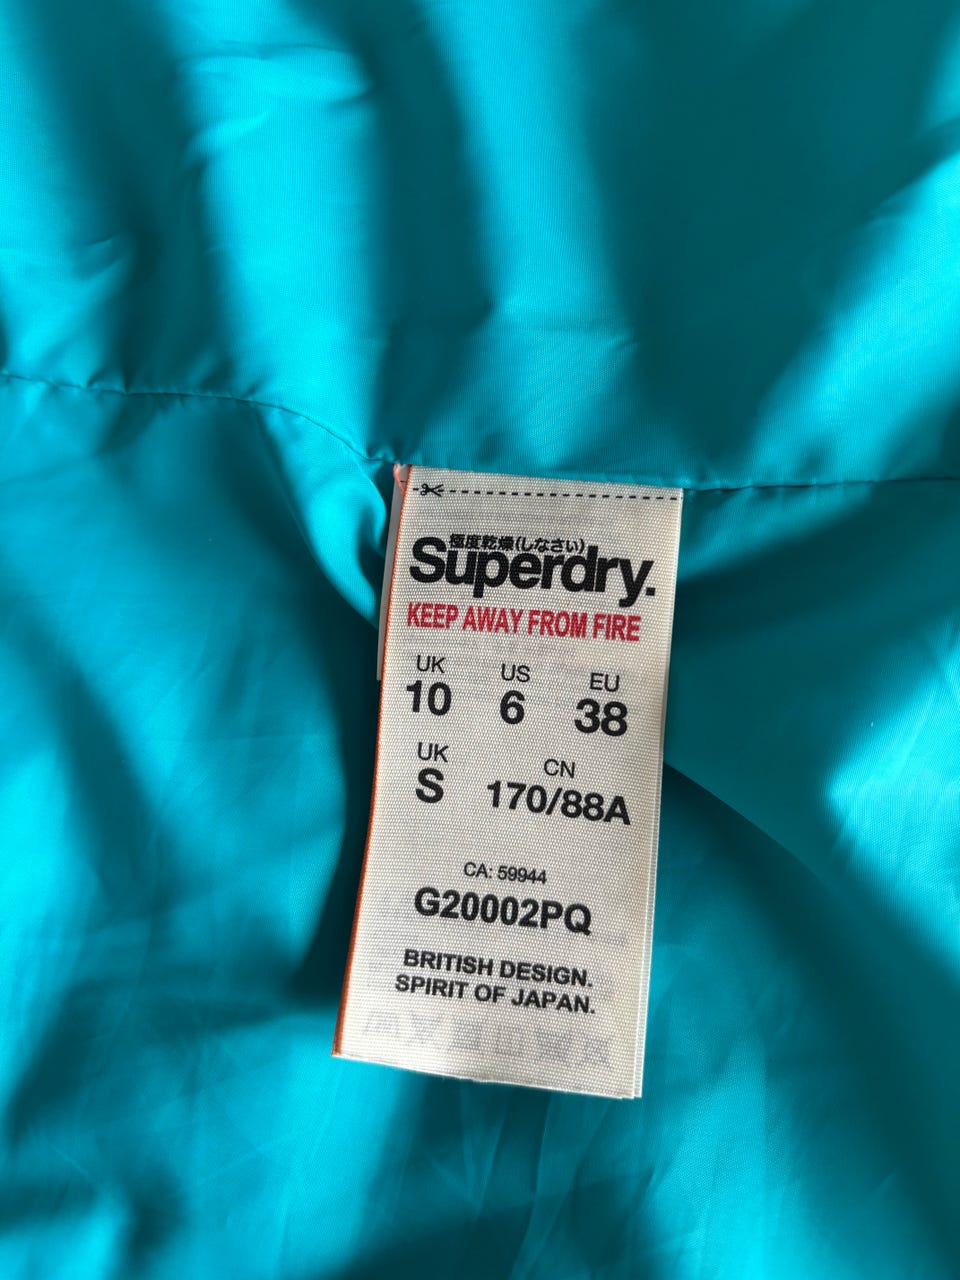 極度乾燥(しなさい)
Superdry.
KEEP AWAY FROM FIRE
UK US EU
10 6 38
UK CN
S 170/88A
CA: 59944
G20002PQ
BRITISH DESIGN.
SPIRIT OF JAPAN.